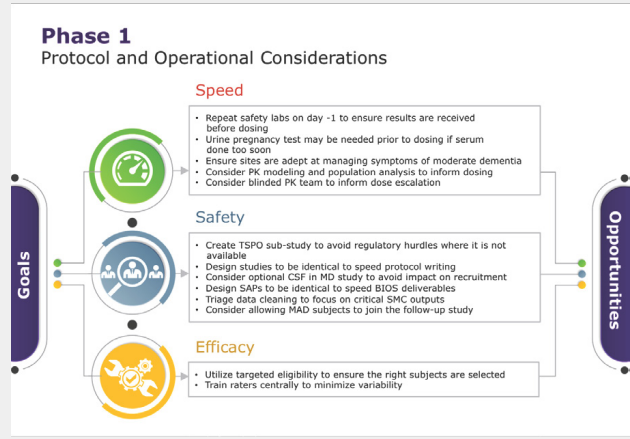 Phase 1
Protocol and Operational Considerations
Goals
Speed
• Repeat safety labs on day -1 to ensure results are received
before dosing
• Urine pregnancy test may be needed prior to dosing if serum
done too soon
• Ensure sites are adept at managing symptoms of moderate dementia
• Consider PK modeling and population analysis to inform dosing
• Consider blinded PK team to inform dose escalation
Safety
• Create TSPO sub-study to avoid regulatory hurdles where it is not
available
• Design studies to be identical to speed protocol writing
• Consider optional CSF in MD study to avoid impact on recruitment
• Design SAPs to be identical to speed BIOS deliverables
• Triage data cleaning to focus on critical SMC outputs
• Consider allowing MAD subjects to join the follow-up study
Efficacy
• Utilize targeted eligibility to ensure the right subjects are selected
• Train raters centrally to minimize variability
Opportunities